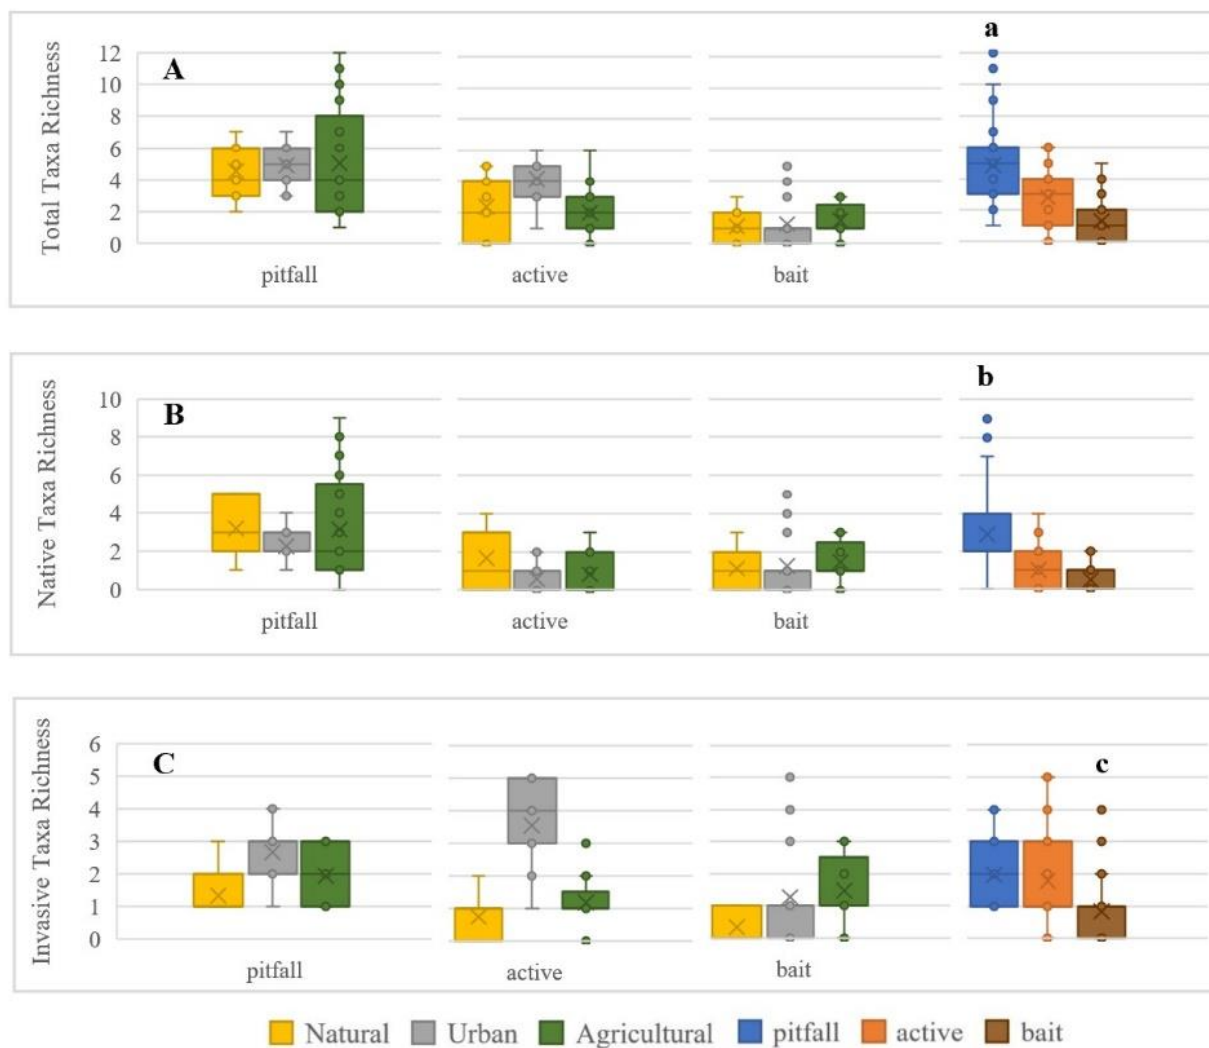 a
A
Total Taxa Richness
12
10
8
6
4
2
0
pitfall active bait
b
B
Native Taxa Richness
10
8
6
4
2
0
pitfall active bait
c
C
Invasive Taxa Richness
6
5
4
3
2
1
0
pitfall active bait
Natural Urban Agricultural pitfall active bait